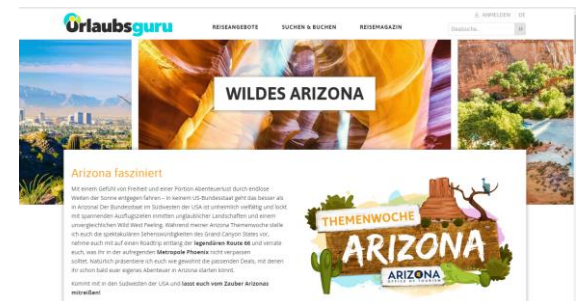 Urlaubsguru
REISEANGEBOTE SUCHEN & BUCHEN REISEMAGAZIN
ANMELDEN DE
WILDES ARIZONA
Arizona fasziniert
Mit einem Gefühl von Freiheit und einer Portion Abenteuerlust durch endlose
Weiten der Sonne entgegen fahren – in keinem US-Bundesstaat geht das besser als
in Arizona! Der Bundesstaat im Südwesten der USA ist unheimlich vielfältig und lockt
mit spannenden Ausflugszielen inmitten unglaublicher Landschaften und einem
unvergleichlichen Wild West Feeling. Während meiner Arizona Themenwoche stelle
ich euch die spektakulären Sehenswürdigkeiten des Grand Canyon States vor,
nehme euch mit auf einen Roadtrip entlang der legendären Route 66 und verrate
euch, was ihr in der aufregenden Metropole Phoenix nicht verpassen
solltet. Natürlich präsentiere ich euch wie gewohnt die passenden Deals, mit denen
ihr schon bald euer eigenes Abenteuer in Arizona starten könnt.
Kommt mit in den Südwesten der USA und lasst euch vom Zauber Arizonas
mitreißen!
THEMENWOCHE
ARIZONA
ARIZONA
OFFICE OF TOURISM